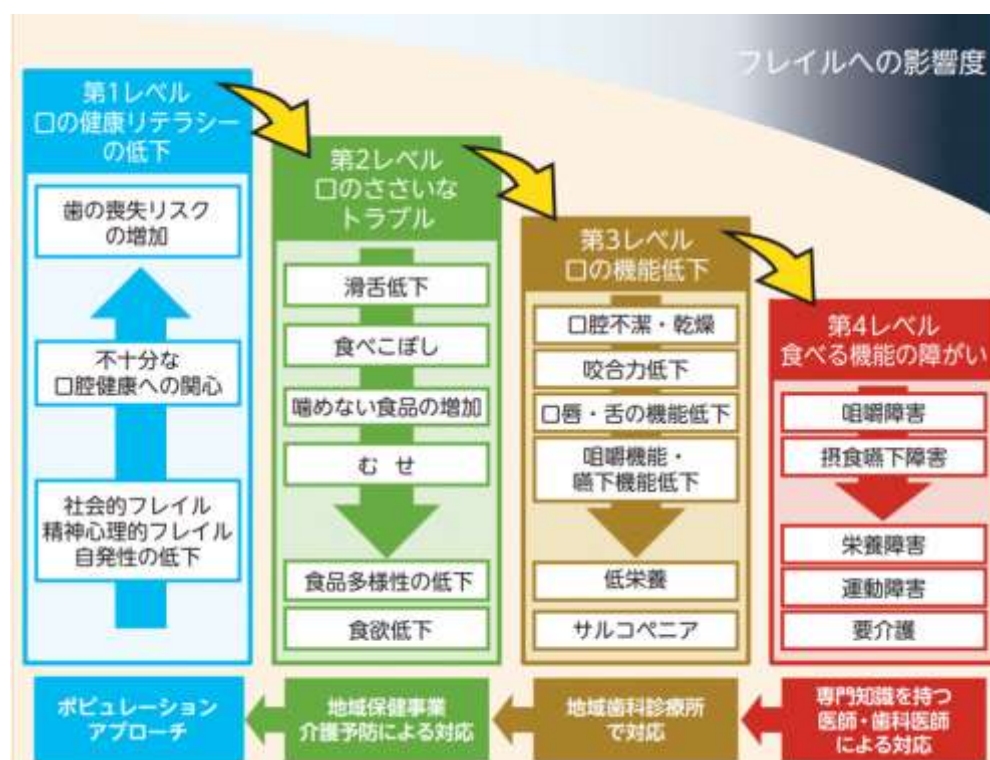 フレイルへの影響度
第1レベル
口の健康リテラシー
の低下
歯の喪失リスク
の増加
不十分な
口腔健康への関心
社会的フレイル
精神心理的フレイル
自発性の低下
ポピュレーション
アプローチ
第2レベル
口のささいな
トラブル
滑舌低下
食べこぼし
噛めない食品の増加
むせ
食品多様性の低下
食欲低下
地域保健事業
介護予防による対応
第3レベル
口の機能低下
口腔不潔・乾燥
咬合力低下
口唇・舌の機能低下
咀嚼機能・
嚥下機能低下
低栄養
サルコペニア
地域歯科診療所
で対応
第4レベル
食べる機能の障がい
咀嚼障害
摂食嚥下障害
栄養障害
運動障害
要介護
専門知識を持つ
医師・歯科医師
による対応